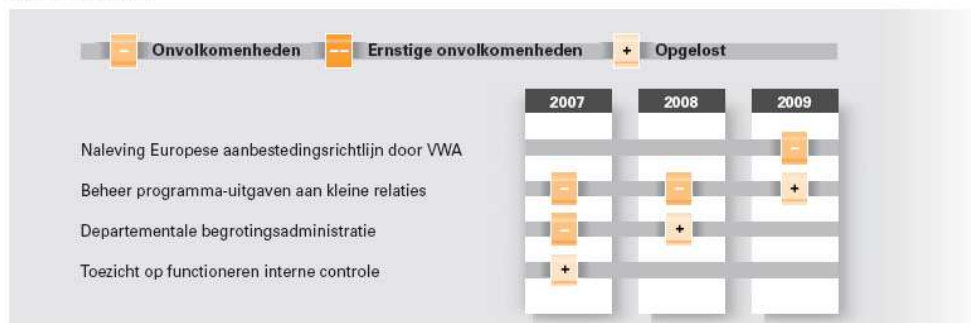 - Onvolkomenheden -- Ernstige onvolkomenheden + Opgelost
2007 2008 2009
Naleving Europese aanbestedingsrichtlijn door VWA -
Beheer programma-uitgaven aan kleine relaties - - +
Departementale begrotingsadministratie - +
Toezicht op functioneren interne controle +